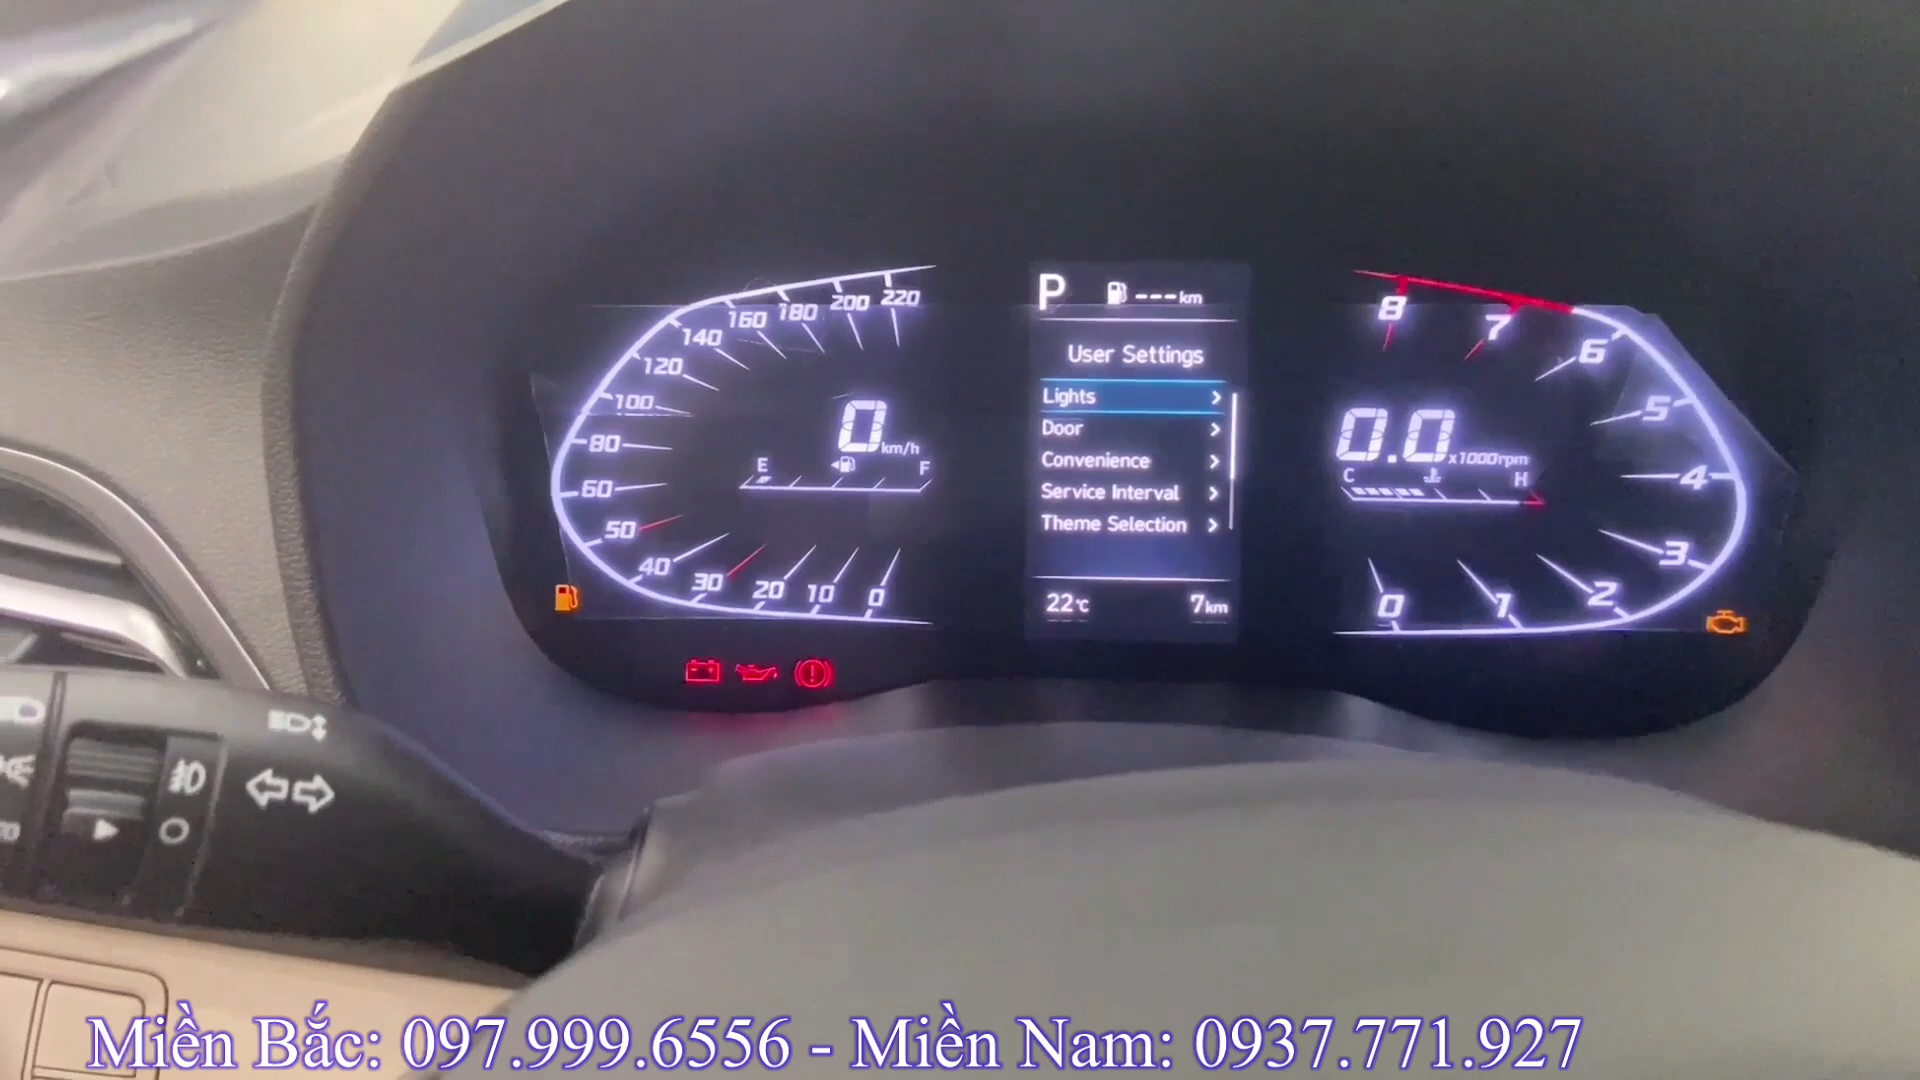 220
200
180
160
140
120
100
80
60
50
40
30
20
10
0
0 km/h
E F
P --- km
User Settings
Lights
Door
Convenience
Service Interval
Theme Selection
22°C 7km
8
7
6
5
4
3
2
1
0
0.0 x1000rpm
C H
Miền Bắc: 097.999.6556 - Miền Nam: 0937.771.927